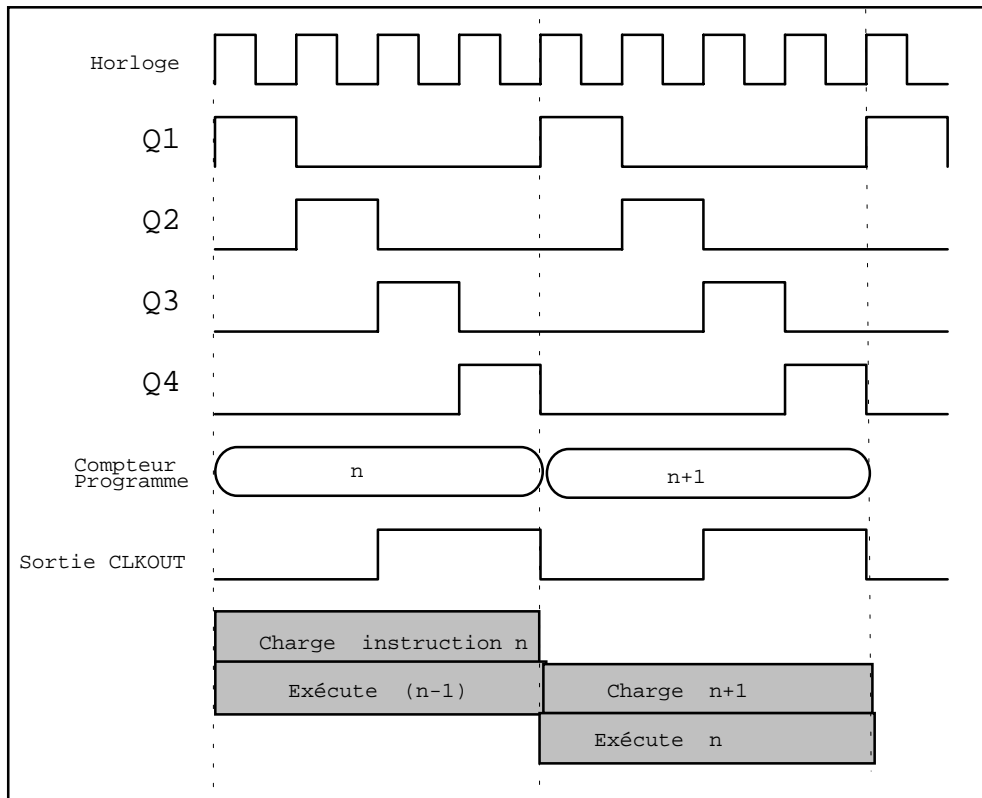 Horloge
Q1
Q2
Q3
Q4
Compteur
Programme
n
n+1
Sortie CLKOUT
Charge instruction n
Exécute (n-1)
Charge n+1
Exécute n